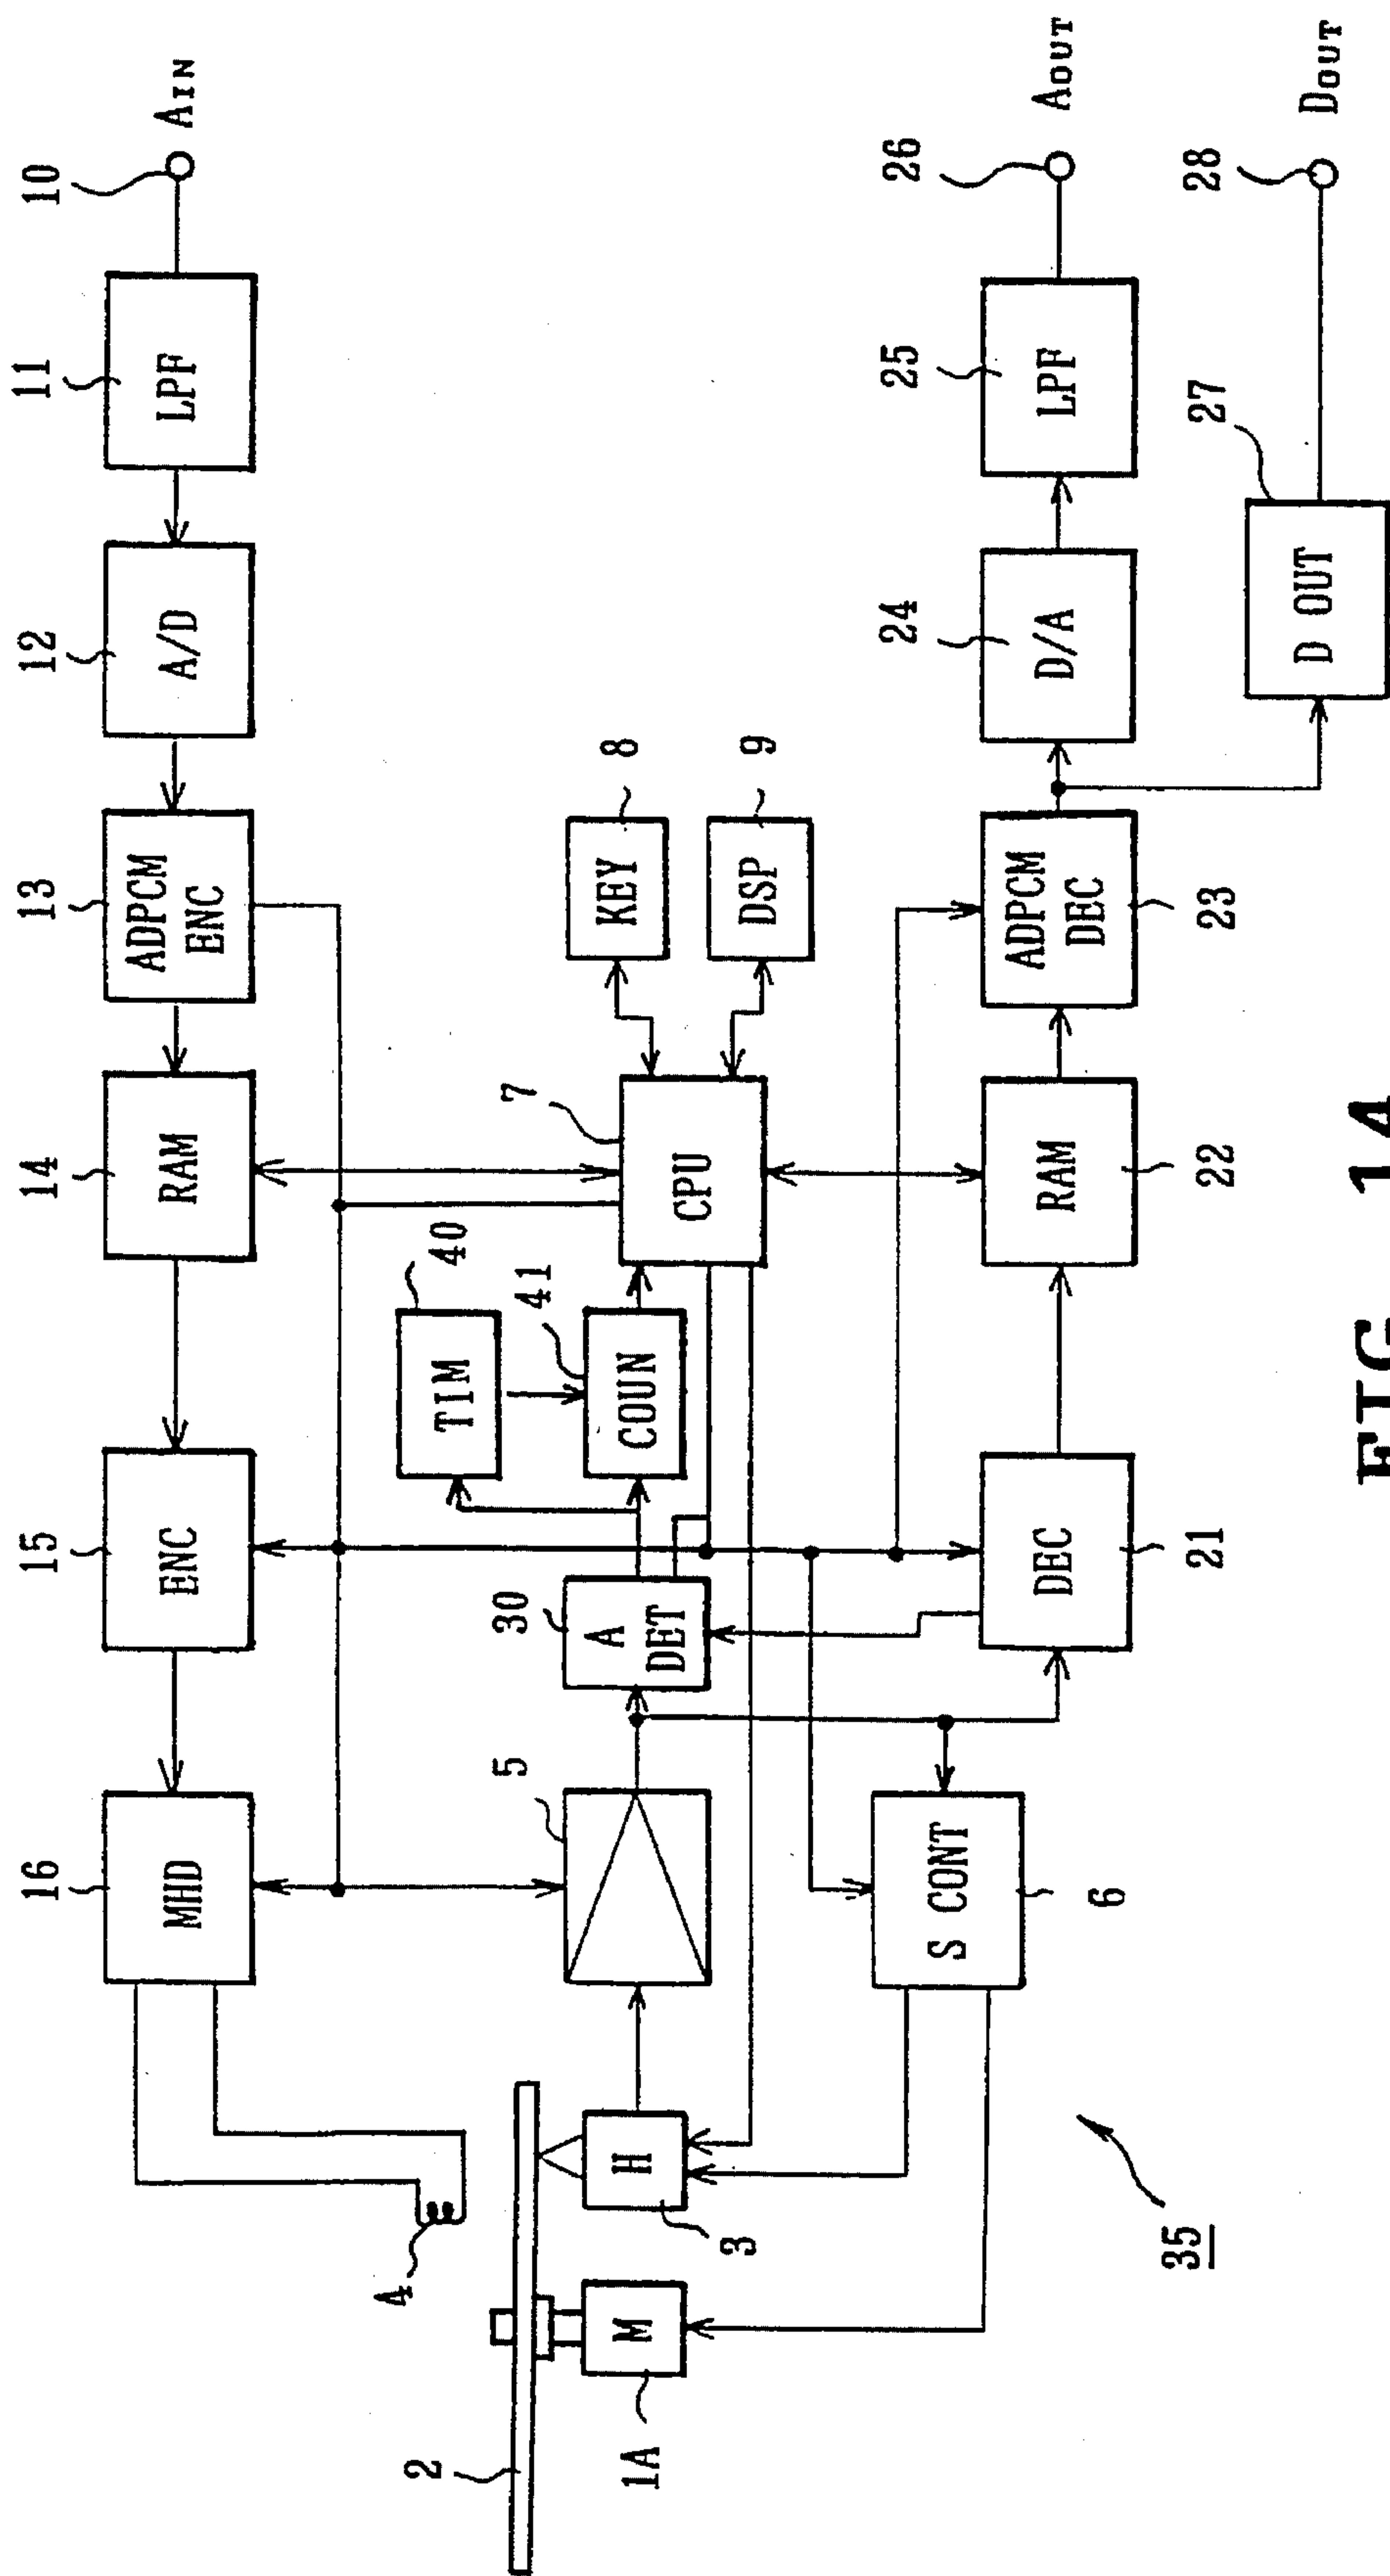 16
15
14
13
12
11
10
MHD
ENC
RAM
ADPCM
ENC
A/D
LPF
AIN
4
40
TIM
41
8
KEY
2
5
30
A
DET
COUN
7
CPU
9
DSP
H
3
M
1A
S CONT
6
DEC
21
RAM
22
ADPCM
DEC
23
24
D/A
25
LPF
26
AOUT
27
D OUT
28
DOUT
35
FIG. 14